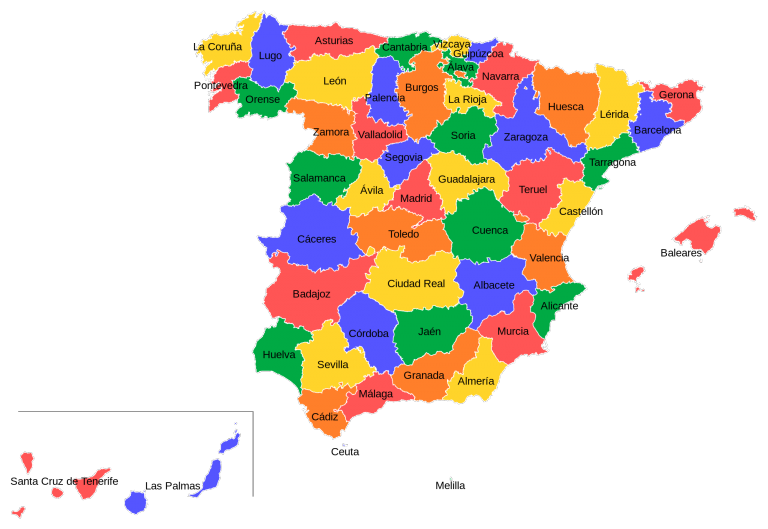 La Coruña
Lugo
Asturias
Cantabria
Vizcaya
Guipúzcoa
Álava
Navarra
Pontevedra
Orense
León
Palencia
Burgos
La Rioja
Huesca
Lérida
Gerona
Barcelona
Zamora
Valladolid
Soria
Zaragoza
Tarragona
Segovia
Salamanca
Ávila
Madrid
Guadalajara
Teruel
Castellón
Cáceres
Toledo
Cuenca
Valencia
Baleares
Badajoz
Ciudad Real
Albacete
Alicante
Córdoba
Jaén
Murcia
Huelva
Sevilla
Granada
Almería
Málaga
Cádiz
Ceuta
Melilla
Santa Cruz de Tenerife
Las Palmas